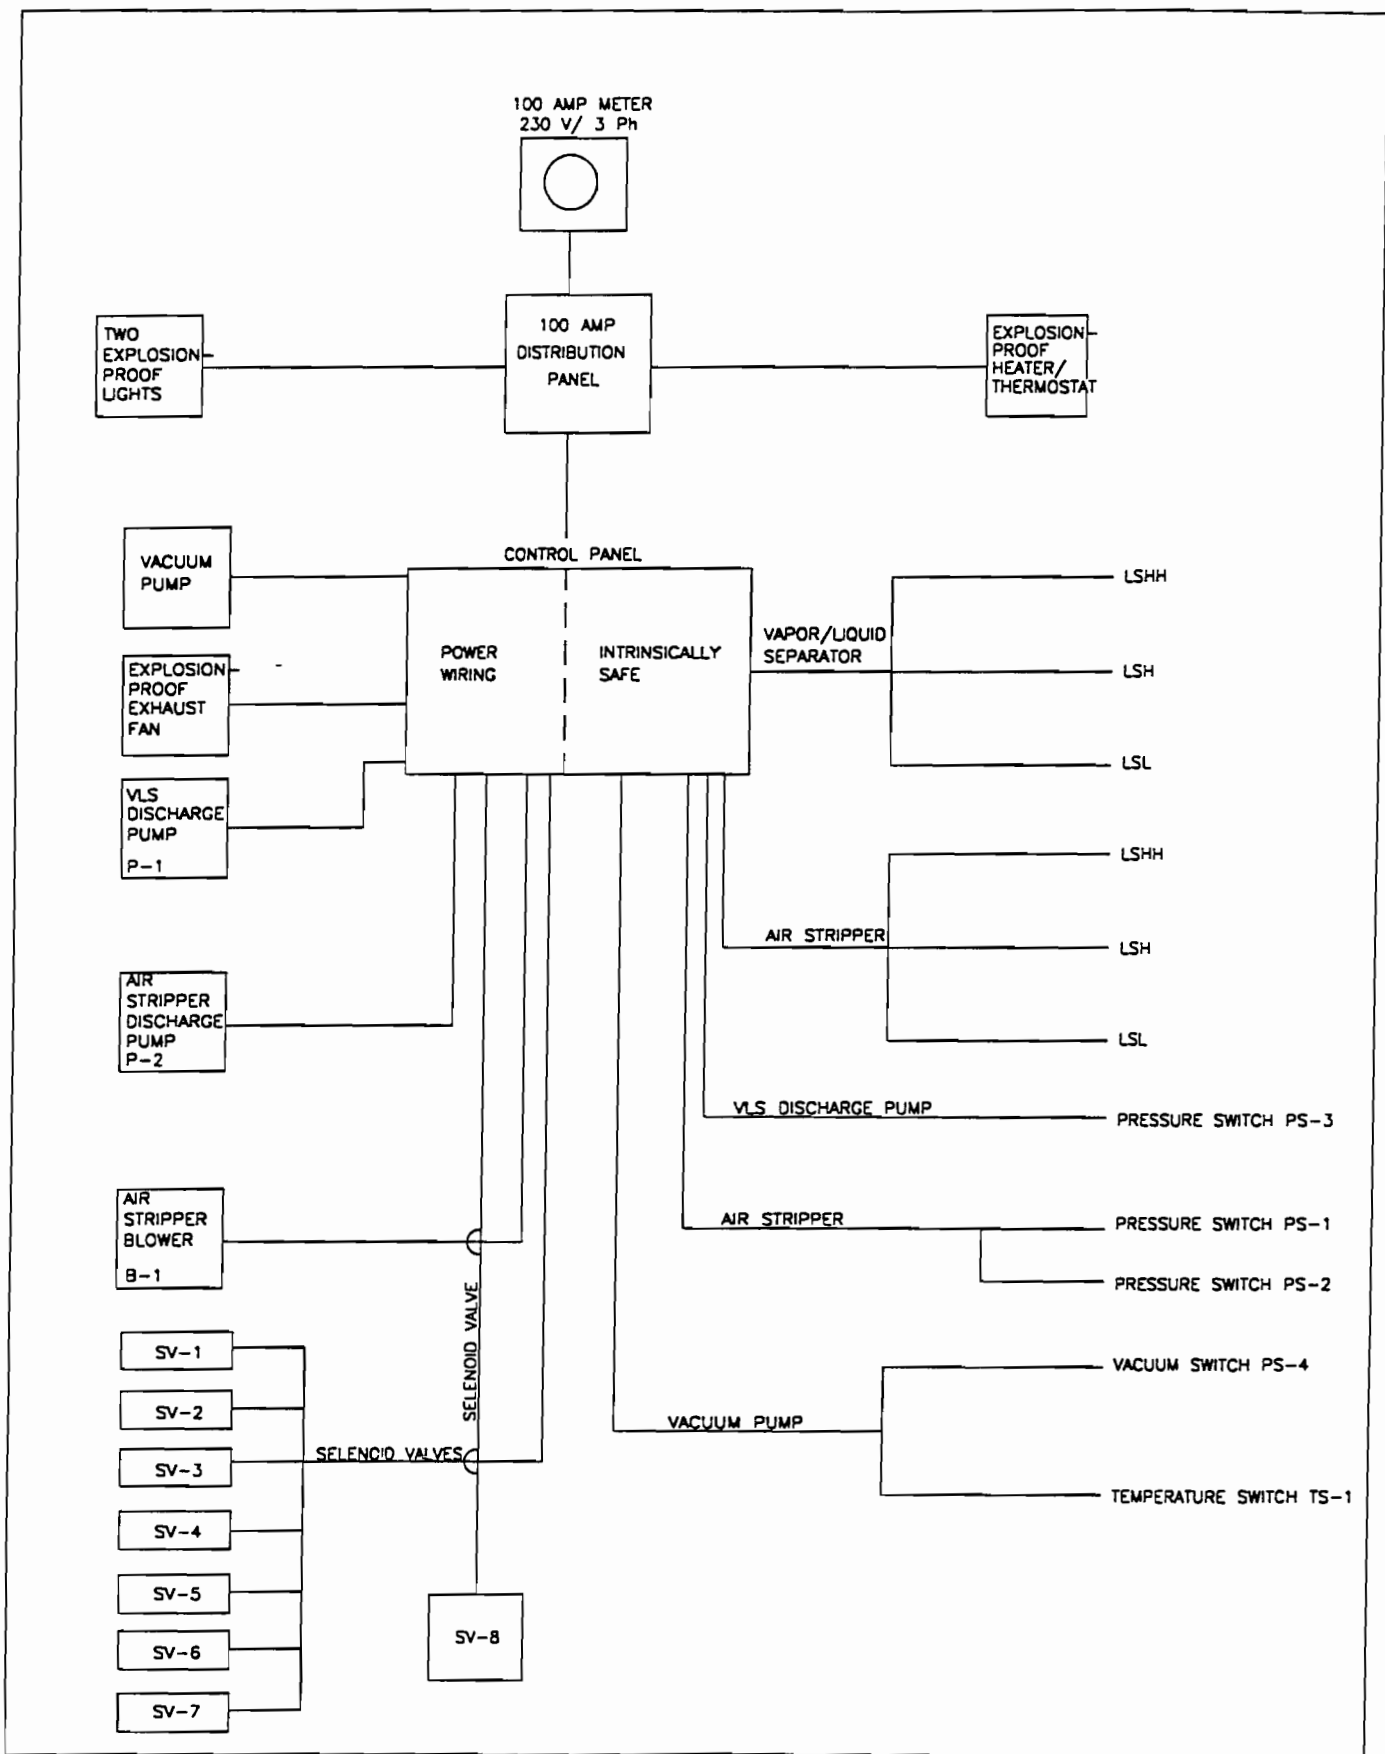 100 AMP METER
230 V/ 3 Ph
TWO
EXPLOSION-
PROOF
LIGHTS
100 AMP
DISTRIBUTION
PANEL
EXPLOSION-
PROOF
HEATER/
THERMOSTAT
CONTROL PANEL
POWER
WIRING
INTRINSICALLY
SAFE
VACUUM
PUMP
EXPLOSION-
PROOF
EXHAUST
FAN
VLS
DISCHARGE
PUMP
P-1
AIR
STRIPPER
DISCHARGE
PUMP
P-2
AIR
STRIPPER
BLOWER
B-1
SV-1
SV-2
SV-3
SV-4
SV-5
SV-6
SV-7
SELENOID VALVES
SELENOID VALVE
SV-8
VAPOR/LIQUID
SEPARATOR
LSHH
LSH
LSL
AIR STRIPPER
LSHH
LSH
LSL
VLS DISCHARGE PUMP
PRESSURE SWITCH PS-3
AIR STRIPPER
PRESSURE SWITCH PS-1
PRESSURE SWITCH PS-2
VACUUM PUMP
VACUUM SWITCH PS-4
TEMPERATURE SWITCH TS-1